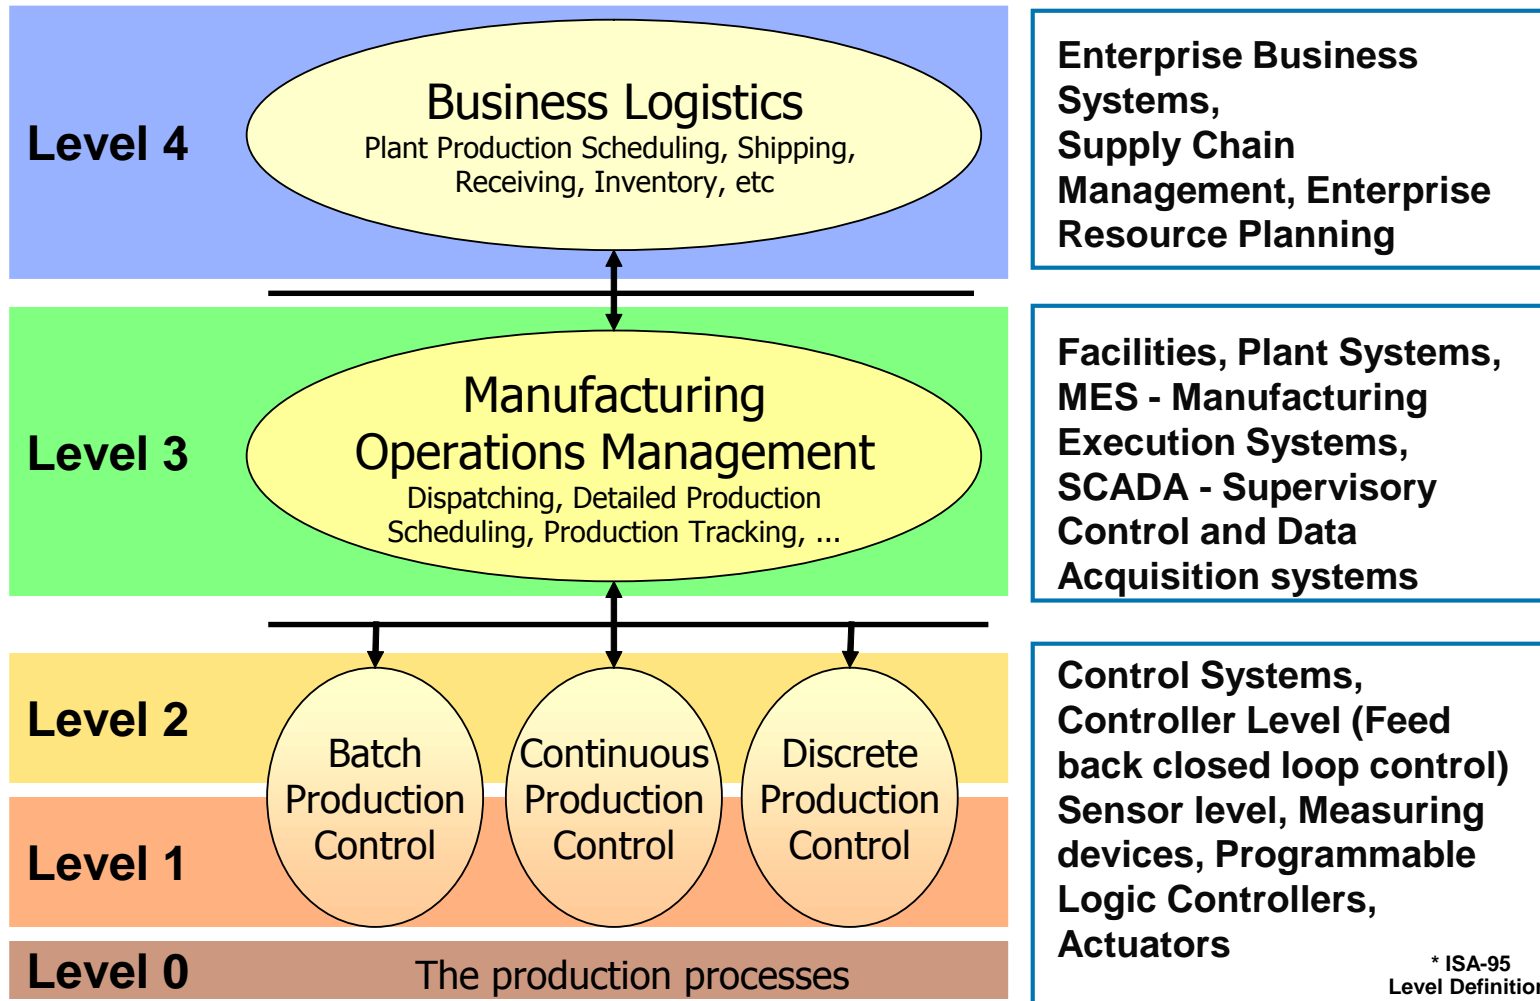 Level 4
Business Logistics
Plant Production Scheduling, Shipping,
Receiving, Inventory, etc
Enterprise Business
Systems,
Supply Chain
Management, Enterprise
Resource Planning
Level 3
Manufacturing
Operations Management
Dispatching, Detailed Production
Scheduling, Production Tracking, ...
Facilities, Plant Systems,
MES - Manufacturing
Execution Systems,
SCADA - Supervisory
Control and Data
Acquisition systems
Level 2
Level 1
Batch
Production
Control
Continuous
Production
Control
Discrete
Production
Control
Control Systems,
Controller Level (Feed
back closed loop control)
Sensor level, Measuring
devices, Programmable
Logic Controllers,
Actuators
Level 0
The production processes
* ISA-95
Level Definition